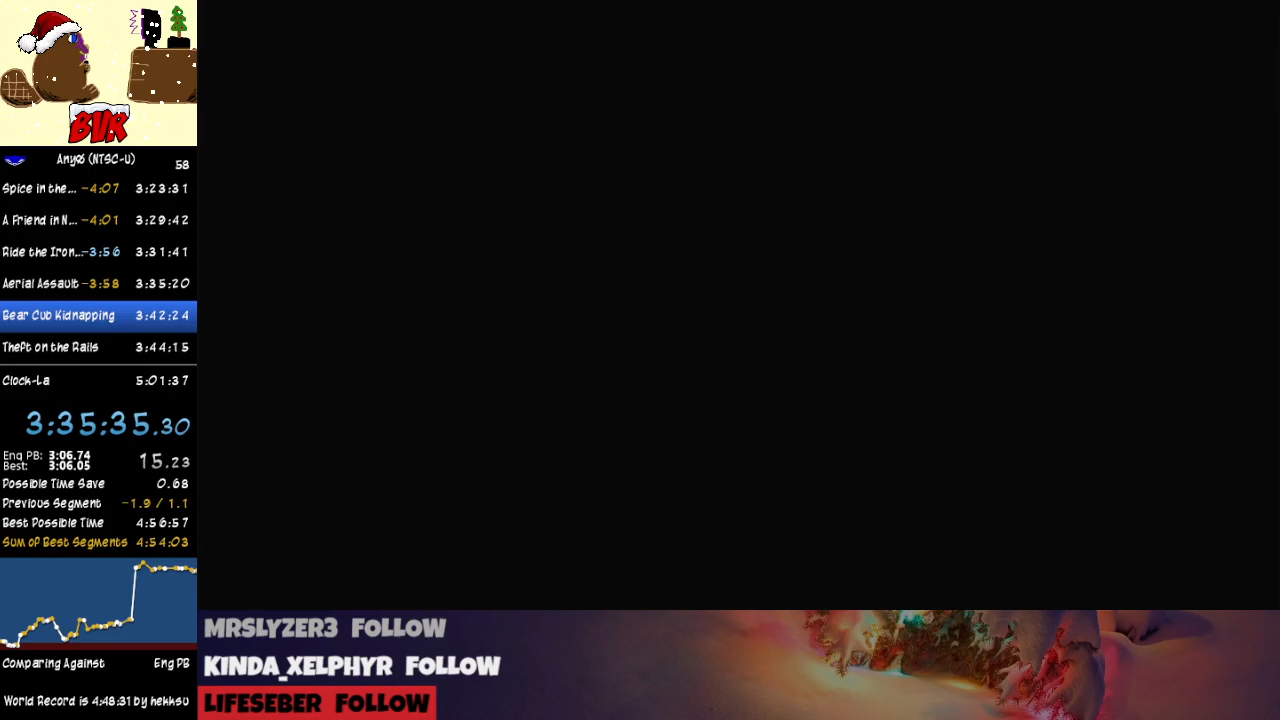 BVR
Any% (NTSC-U) 58
Spice in the... -4:07 3:23:31
A Friend in N... -4:01 3:29:42
Ride the Iron... -3:56 3:31:41
Aerial Assault -3:58 3:35:20
Bear Cub Kidnapping 3:42:24
Theft on the Rails 3:44:15
Clock-La 5:01:37
3:35:35.30
Eng PB: 3:06.74
Best: 3:06.05
15.23
Possible Time Save 0.68
Previous Segment -1.9 / 1.1
Best Possible Time 4:56:57
Sum of Best Segments 4:54:03
Comparing Against Eng PB
World Record is 4:48:31 by hekksu
MRSLYZER3 FOLLOW
KINDA_XELPHYR FOLLOW
LIFESEBER FOLLOW